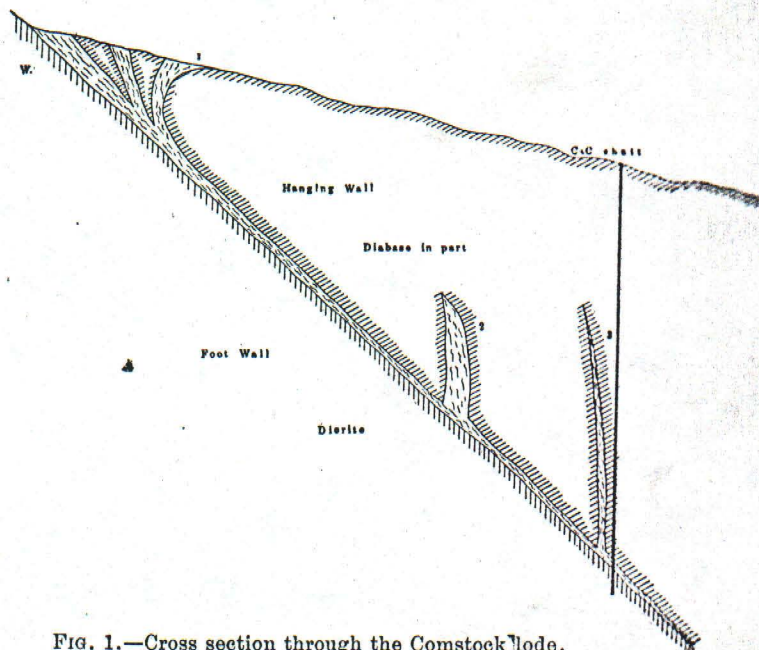 1
W.
C&C shaft
Hanging Wall
Diabase in part
2
3
Foot Wall
Diorite
FIG. 1.—Cross section through the Comstock lode.